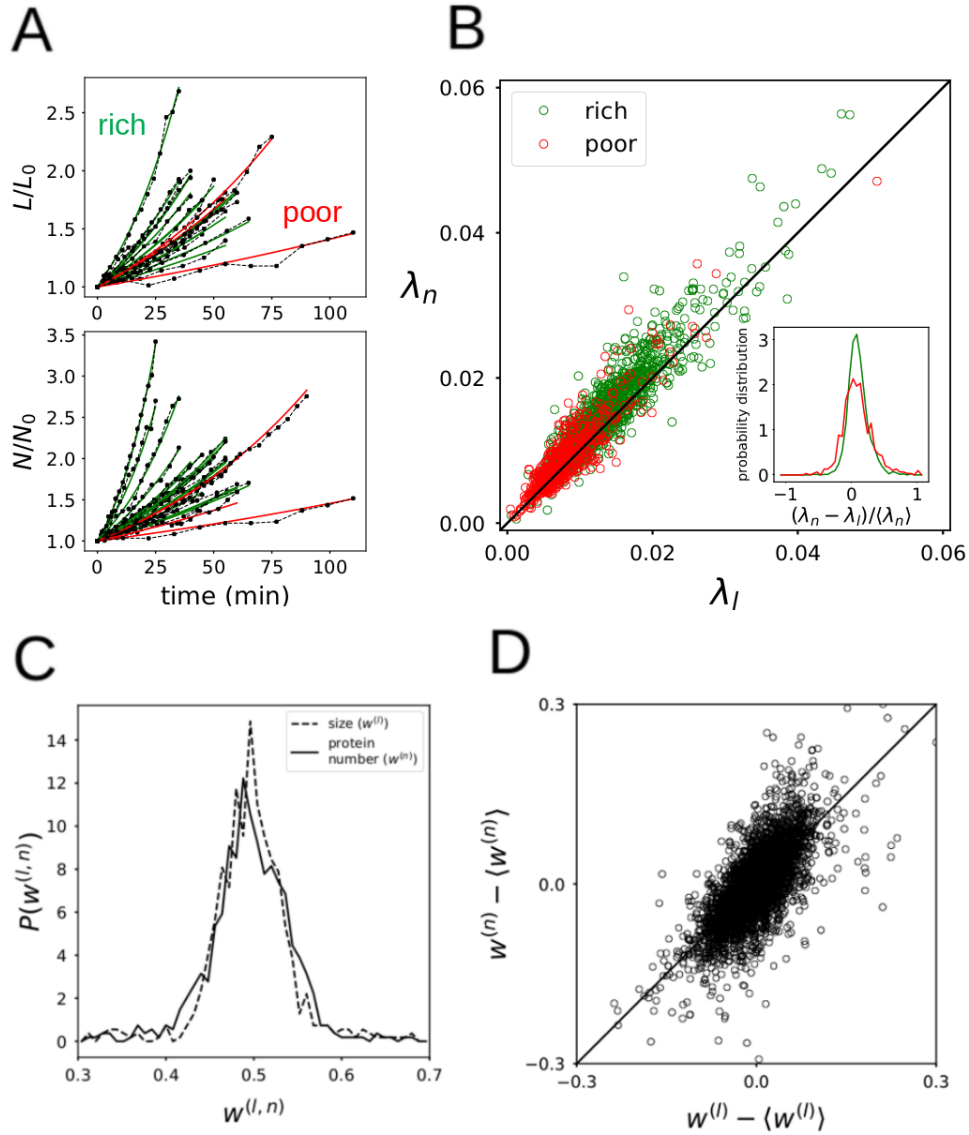 A
rich
poor
L/L₀
2.5
2.0
1.5
1.0
0
25
50
75
100
N/N₀
3.5
3.0
2.5
2.0
1.5
1.0
0
25
50
75
100
time (min)
B
rich
poor
λₙ
0.06
0.04
0.02
0.00
0.00
0.02
0.04
0.06
λₗ
probability distribution
3
2
1
0
−1
0
1
(λₙ − λₗ)/⟨λₙ⟩
C
size (w⁽ˡ⁾)
protein
number (w⁽ⁿ⁾)
P(w⁽ˡ, ⁿ⁾)
14
12
10
8
6
4
2
0
0.3
0.4
0.5
0.6
0.7
w⁽ˡ, ⁿ⁾
D
w⁽ⁿ⁾ − ⟨w⁽ⁿ⁾⟩
0.3
0.0
−0.3
−0.3
0.0
0.3
w⁽ˡ⁾ − ⟨w⁽ˡ⁾⟩